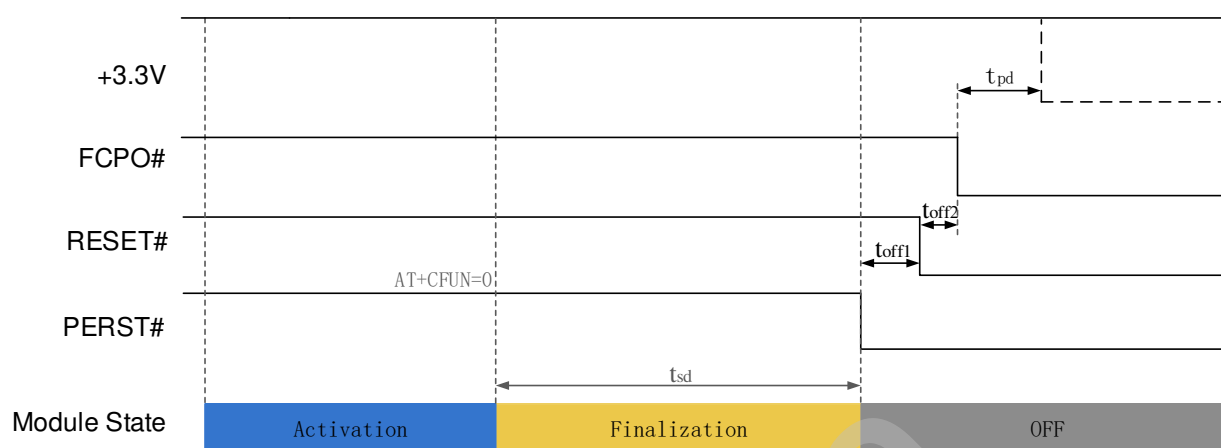 +3.3V
tpd
FCPO#
toff2
RESET#
toff1
AT+CFUN=0
PERST#
tsd
Module State
Activation
Finalization
OFF